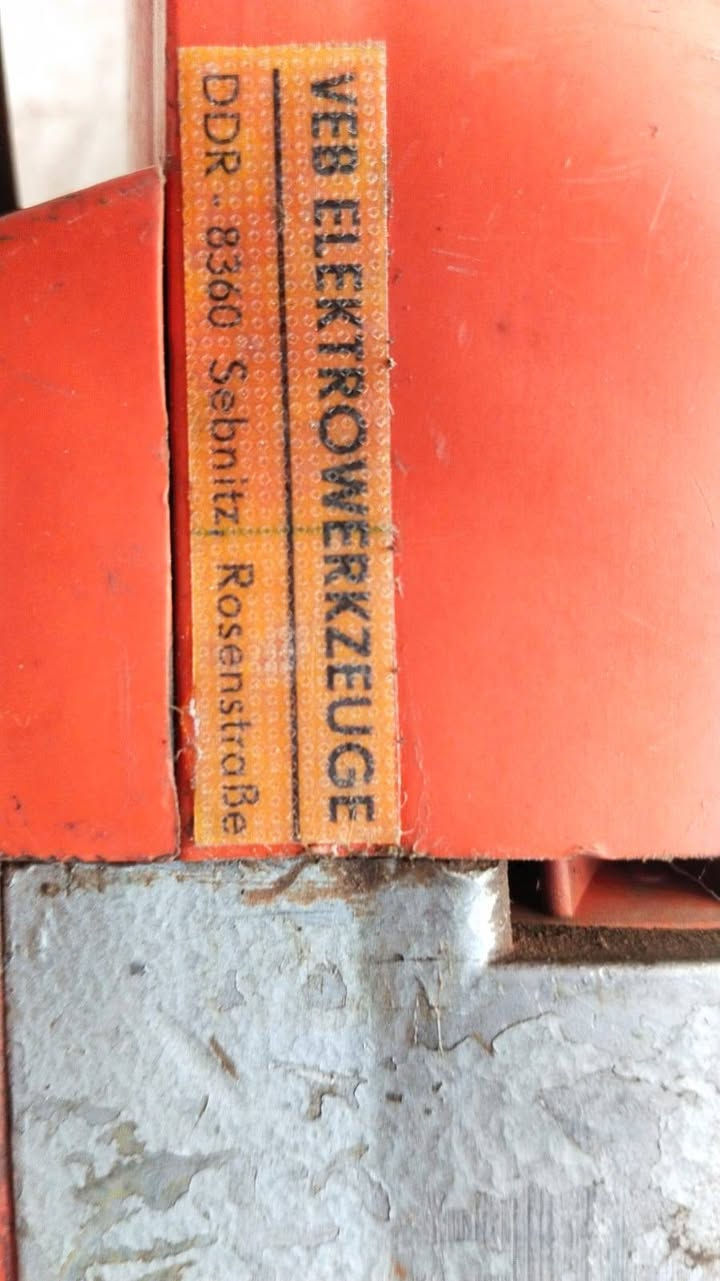 VEB ELEKTROWERKZEUGE
DDR - 8360 Sebnitz, Rosenstraße